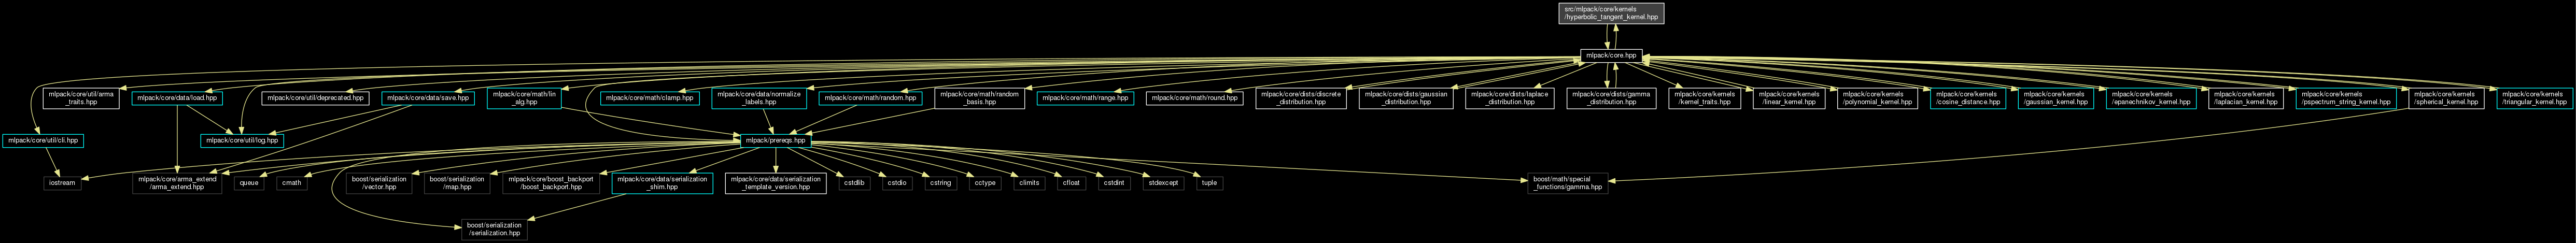 src/mlpack/core/kernels
/hyperbolic_tangent_kernel.hpp
mlpack/core.hpp
mlpack/core/util/arma
_traits.hpp
mlpack/core/data/load.hpp
mlpack/core/util/deprecated.hpp
mlpack/core/data/save.hpp
mlpack/core/math/lin
_alg.hpp
mlpack/core/math/clamp.hpp
mlpack/core/data/normalize
_labels.hpp
mlpack/core/math/random.hpp
mlpack/core/math/random
_basis.hpp
mlpack/core/math/range.hpp
mlpack/core/math/round.hpp
mlpack/core/dists/discrete
_distribution.hpp
mlpack/core/dists/gaussian
_distribution.hpp
mlpack/core/dists/laplace
_distribution.hpp
mlpack/core/dists/gamma
_distribution.hpp
mlpack/core/kernels
/kernel_traits.hpp
mlpack/core/kernels
/linear_kernel.hpp
mlpack/core/kernels
/polynomial_kernel.hpp
mlpack/core/kernels
/cosine_distance.hpp
mlpack/core/kernels
/gaussian_kernel.hpp
mlpack/core/kernels
/epanechnikov_kernel.hpp
mlpack/core/kernels
/laplacian_kernel.hpp
mlpack/core/kernels
/pspectrum_string_kernel.hpp
mlpack/core/kernels
/spherical_kernel.hpp
mlpack/core/kernels
/triangular_kernel.hpp
mlpack/core/util/cli.hpp
mlpack/core/util/log.hpp
mlpack/prereqs.hpp
iostream
mlpack/core/arma_extend
/arma_extend.hpp
queue
cmath
boost/serialization
/vector.hpp
boost/serialization
/map.hpp
mlpack/core/boost_backport
/boost_backport.hpp
mlpack/core/data/serialization
_shim.hpp
mlpack/core/data/serialization
_template_version.hpp
cstdlib
cstdio
cstring
cctype
climits
cfloat
cstdint
stdexcept
tuple
boost/math/special
_functions/gamma.hpp
boost/serialization
/serialization.hpp